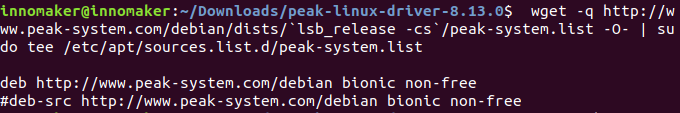 innomaker@innomaker:~/Downloads/peak-linux-driver-8.13.0$  wget -q http://w
ww.peak-system.com/debian/dists/`lsb_release -cs`/peak-system.list -O- | su
do tee /etc/apt/sources.list.d/peak-system.list
deb http://www.peak-system.com/debian bionic non-free
#deb-src http://www.peak-system.com/debian bionic non-free